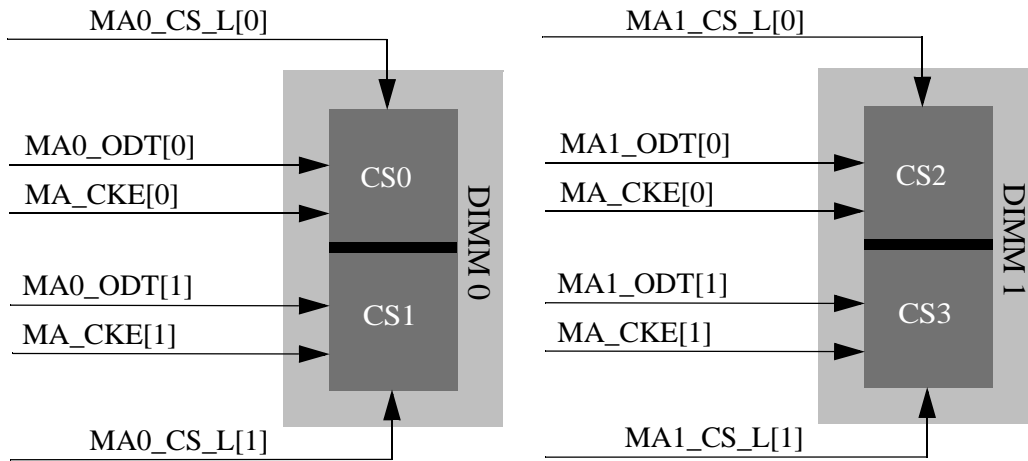 MA0_CS_L[0]
MA0_ODT[0]
MA_CKE[0]
CS0
MA0_ODT[1]
MA_CKE[1]
CS1
DIMM 0
MA0_CS_L[1]
MA1_CS_L[0]
MA1_ODT[0]
MA_CKE[0]
CS2
MA1_ODT[1]
MA_CKE[1]
CS3
DIMM 1
MA1_CS_L[1]